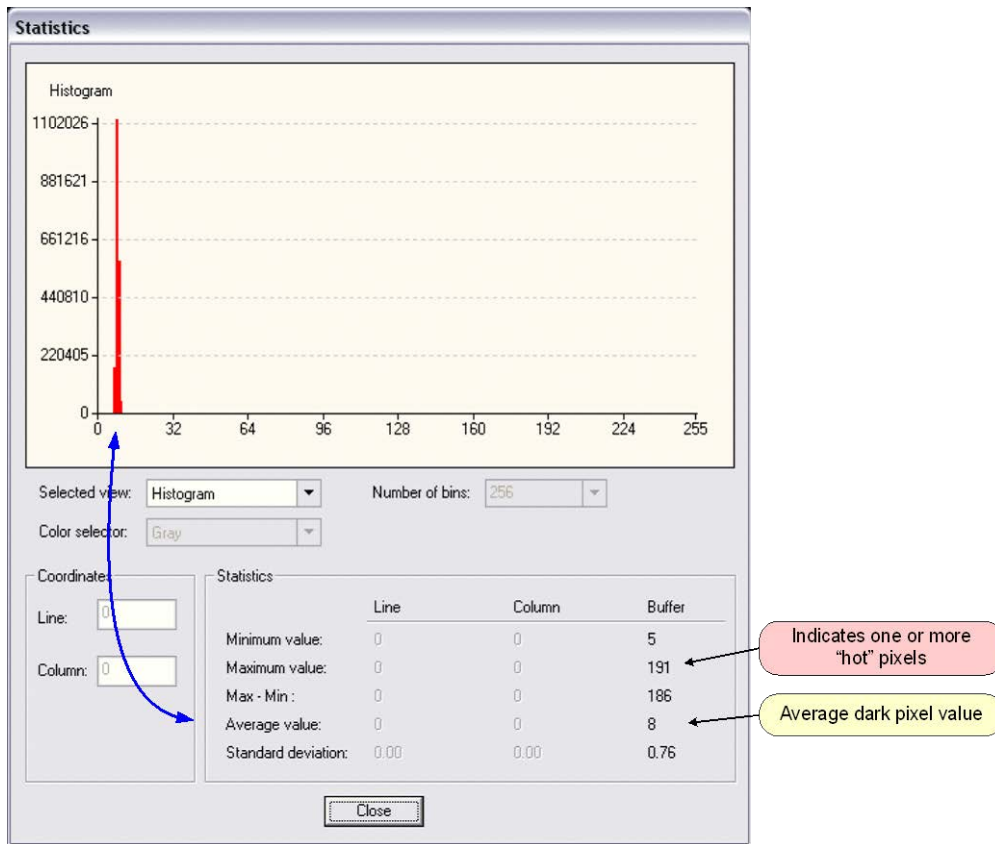 Statistics
Histogram
1102026
881621
661216
440810
220405
0
0 32 64 96 128 160 192 224 255
Selected view: Histogram Number of bins: 256
Color selector: Gray
Coordinate
Line: 0
Column: 0
Statistics
Line Column Buffer
Minimum value: 0 0 5
Maximum value: 0 0 191
Max - Min : 0 0 186
Average value: 0 0 8
Standard deviation: 0.00 0.00 0.76
Close
Indicates one or more
“hot” pixels
Average dark pixel value